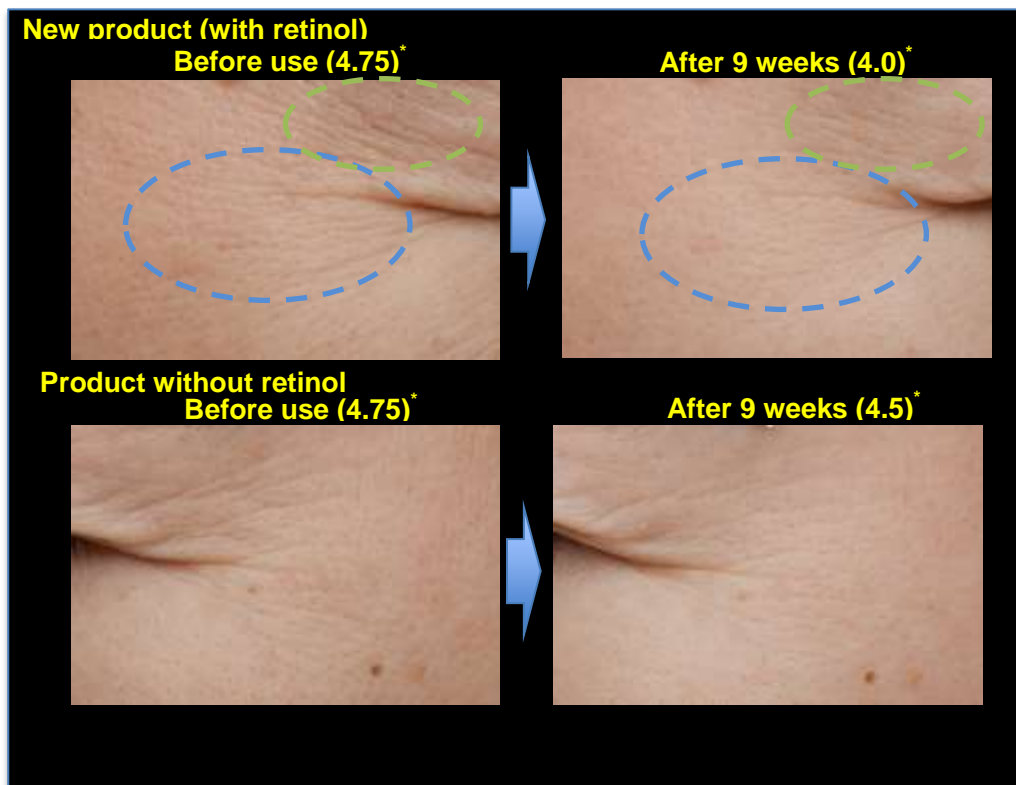 New product (with retinol)
Before use (4.75)*
After 9 weeks (4.0)*
Product without retinol
Before use (4.75)*
After 9 weeks (4.5)*